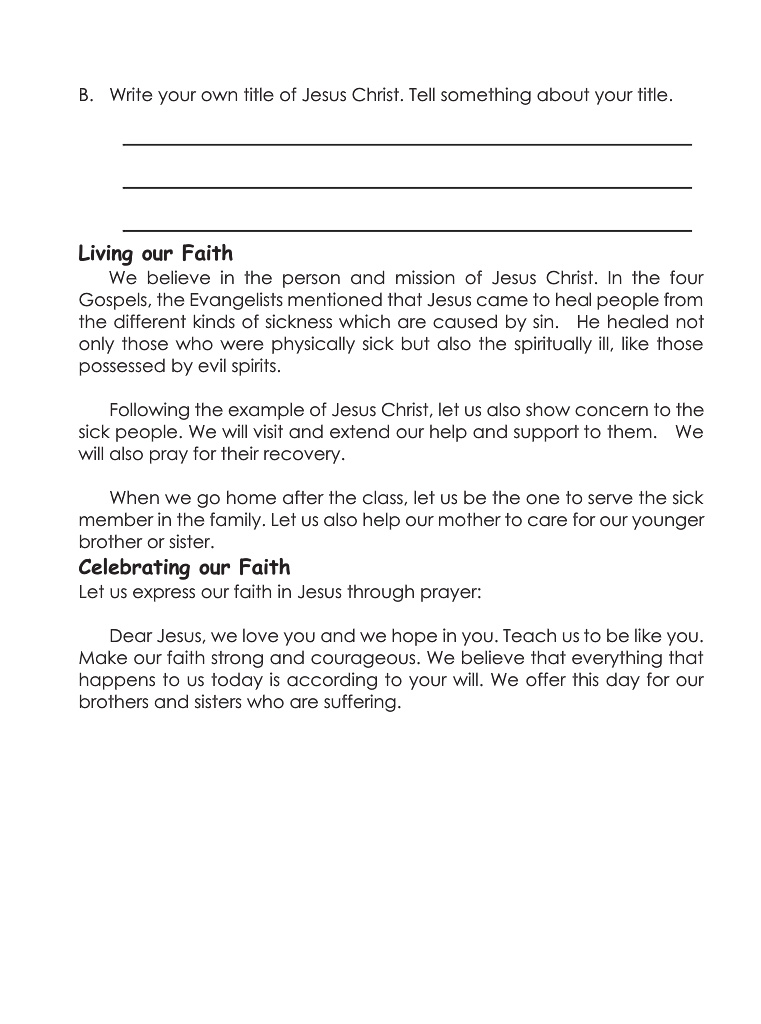 B. Write your own title of Jesus Christ. Tell something about your title.
Living our Faith
We believe in the person and mission of Jesus Christ. In the four
Gospels, the Evangelists mentioned that Jesus came to heal people from
the different kinds of sickness which are caused by sin. He healed not
only those who were physically sick but also the spiritually ill, like those
possessed by evil spirits.
Following the example of Jesus Christ, let us also show concern to the
sick people. We will visit and extend our help and support to them. We
will also pray for their recovery.
When we go home after the class, let us be the one to serve the sick
member in the family. Let us also help our mother to care for our younger
brother or sister.
Celebrating our Faith
Let us express our faith in Jesus through prayer:
Dear Jesus, we love you and we hope in you. Teach us to be like you.
Make our faith strong and courageous. We believe that everything that
happens to us today is according to your will. We offer this day for our
brothers and sisters who are suffering.